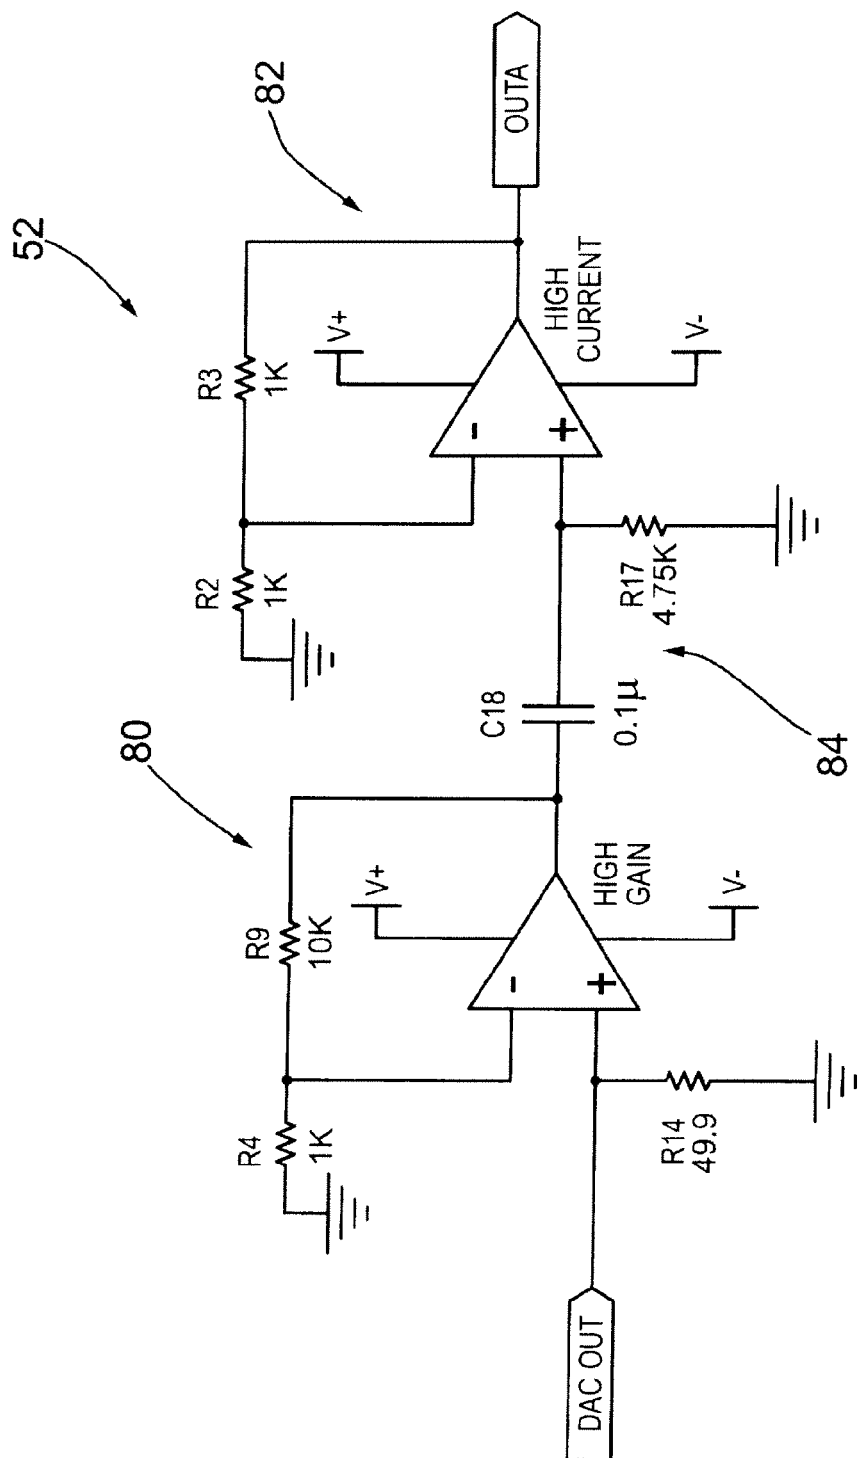 52
82
80
84
R3
1K
R2
1K
V+
-
+
V-
HIGH
CURRENT
OUTA
R17
4.75K
C18
0.1µ
R9
10K
R4
1K
V+
-
+
V-
HIGH
GAIN
R14
49.9
DAC OUT